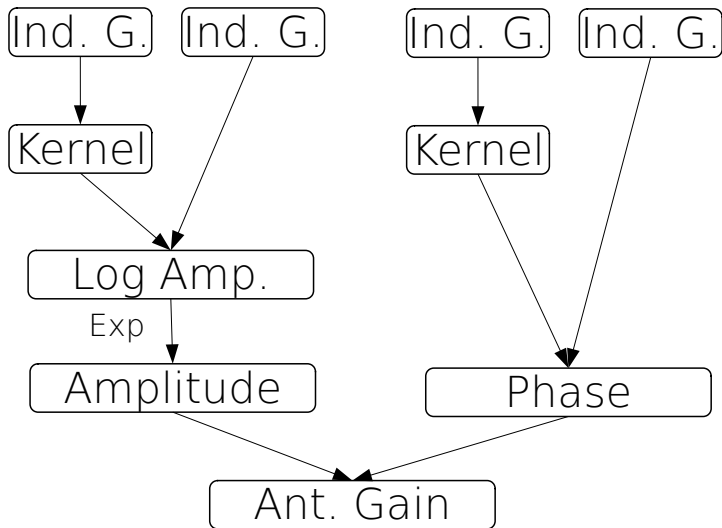 Ind. G.
Ind. G.
Ind. G.
Ind. G.
Kernel
Kernel
Log Amp.
Exp
Amplitude
Phase
Ant. Gain